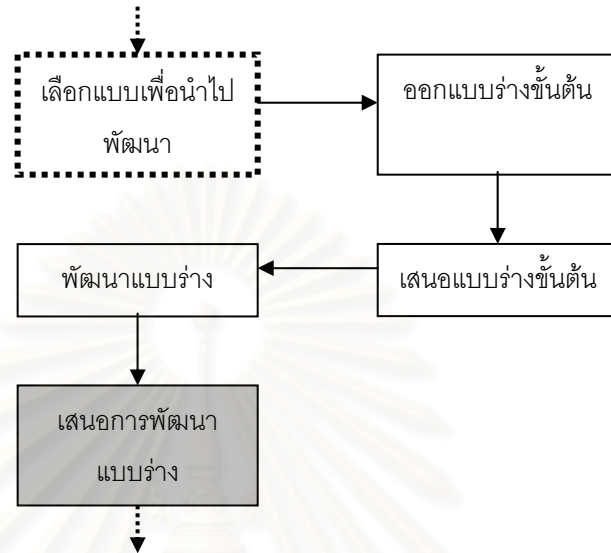 เลือกแบบเพื่อนำไป
พัฒนา
ออกแบบร่างขั้นต้น
พัฒนาแบบร่าง
เสนอแบบร่างขั้นต้น
เสนอการพัฒนา
แบบร่าง